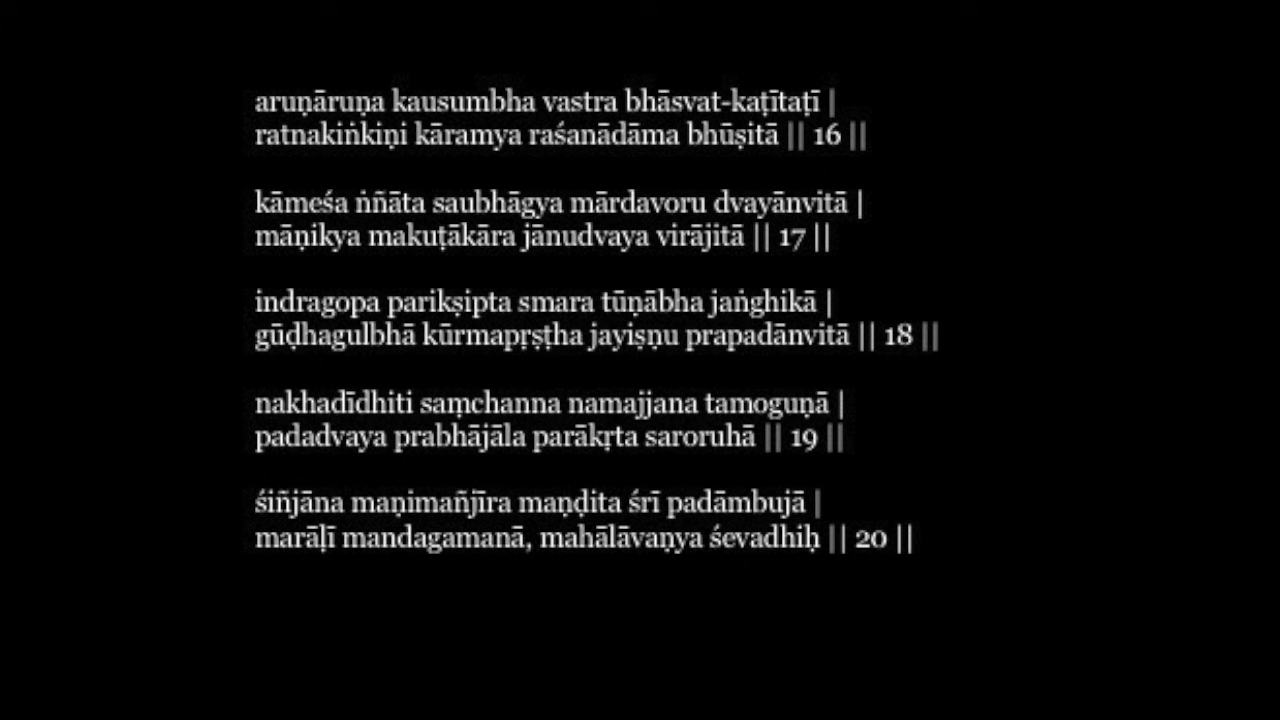 aruṇāruṇa kausumbha vastra bhāsvat-kaṭītaṭī |
ratnakiṅkiṇi kāramya raśanādāma bhūṣitā || 16 ||
kāmeśa ṅñāta saubhāgya mārdavoru dvayānvitā |
māṇikya makuṭākāra jānudvaya virājitā || 17 ||
indragopa parikṣipta smara tūṇābha jaṅghikā |
gūḍhagulbhā kūrmapṛṣṭha jayiṣṇu prapadānvitā || 18 ||
nakhadīdhiti saṃchanna namajjana tamoguṇā |
padadvaya prabhājāla parākṛta saroruhā || 19 ||
śiñjāna maṇimañjīra maṇḍita śrī padāmbujā |
marāḷī mandagamanā, mahālāvaṇya śevadhiḥ || 20 ||